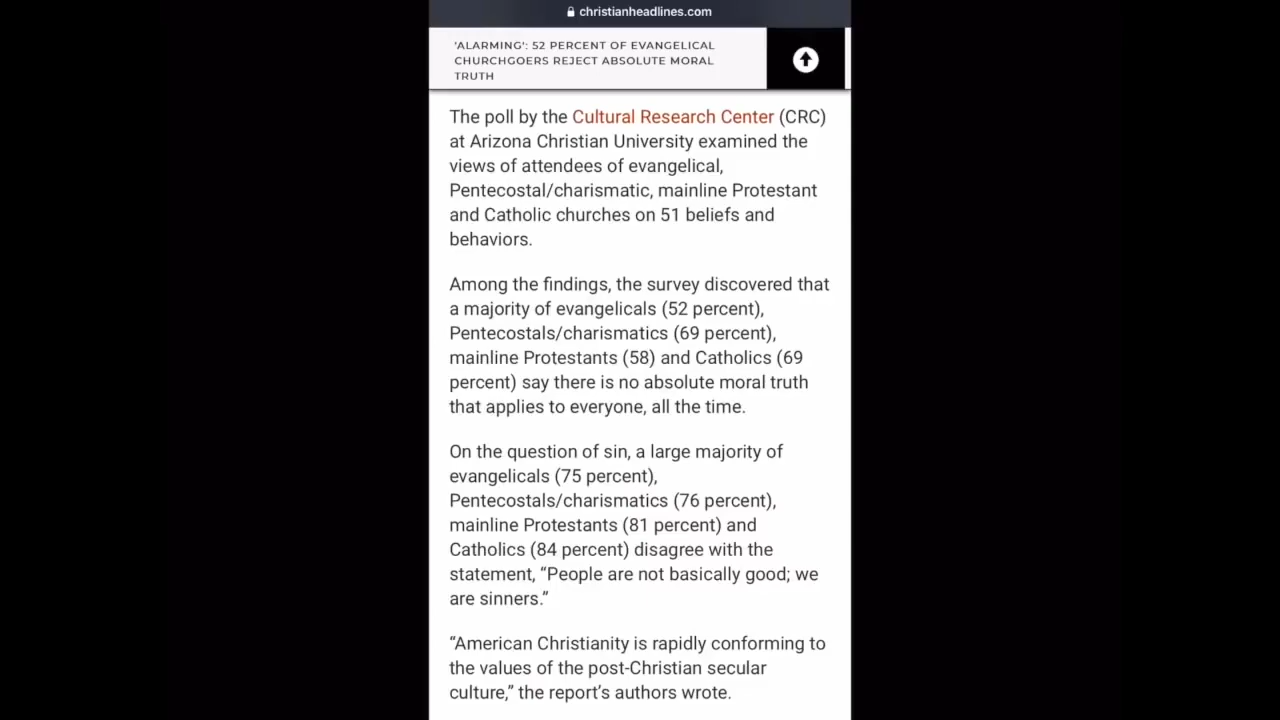 christianheadlines.com
'ALARMING': 52 PERCENT OF EVANGELICAL
CHURCHGOERS REJECT ABSOLUTE MORAL
TRUTH
The poll by the Cultural Research Center (CRC)
at Arizona Christian University examined the
views of attendees of evangelical,
Pentecostal/charismatic, mainline Protestant
and Catholic churches on 51 beliefs and
behaviors.
Among the findings, the survey discovered that
a majority of evangelicals (52 percent),
Pentecostals/charismatics (69 percent),
mainline Protestants (58) and Catholics (69
percent) say there is no absolute moral truth
that applies to everyone, all the time.
On the question of sin, a large majority of
evangelicals (75 percent),
Pentecostals/charismatics (76 percent),
mainline Protestants (81 percent) and
Catholics (84 percent) disagree with the
statement, “People are not basically good; we
are sinners.”
“American Christianity is rapidly conforming to
the values of the post-Christian secular
culture,” the report’s authors wrote.